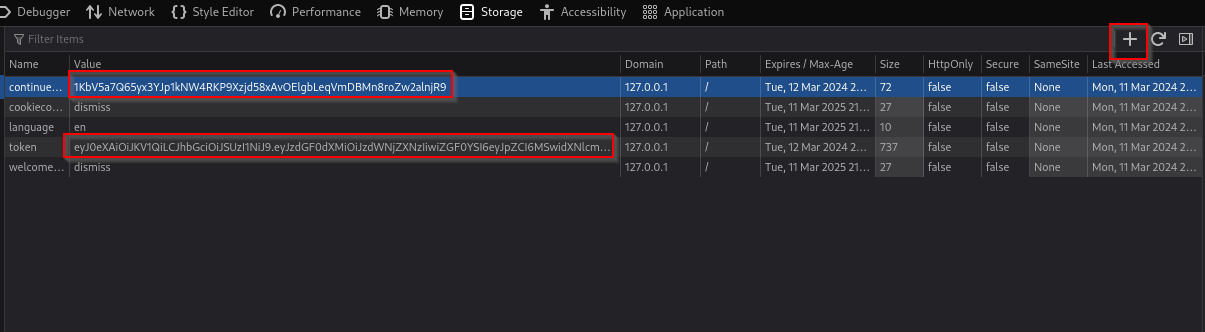 Debugger Network Style Editor Performance Memory Storage Accessibility Application
Filter Items
Name Value Domain Path Expires / Max-Age Size HttpOnly Secure SameSite Last Accessed
continue... 1KbV5a7Q65yx3YJp1kNW4RKP9Xzjd58xAvOElgbLeqVmDBMn8roZw2alnjR9 127.0.0.1 / Tue, 12 Mar 2024 2... 72 false false None Mon, 11 Mar 2024 2...
cookieco... dismiss 127.0.0.1 / Tue, 11 Mar 2025 21... 27 false false None Mon, 11 Mar 2024 2...
language en 127.0.0.1 / Tue, 11 Mar 2025 21... 10 false false None Mon, 11 Mar 2024 2...
token eyJ0eXAiOiJKV1QiLCJhbGciOiJSUzI1NiJ9.eyJzdGF0dXMiOiJzdWNjZXNzIiwiZGF0YSI6eyJpZCI6MSwidXNlcm... 127.0.0.1 / Tue, 12 Mar 2024 2... 737 false false None Mon, 11 Mar 2024 2...
welcome... dismiss 127.0.0.1 / Tue, 11 Mar 2025 21... 27 false false None Mon, 11 Mar 2024 2...